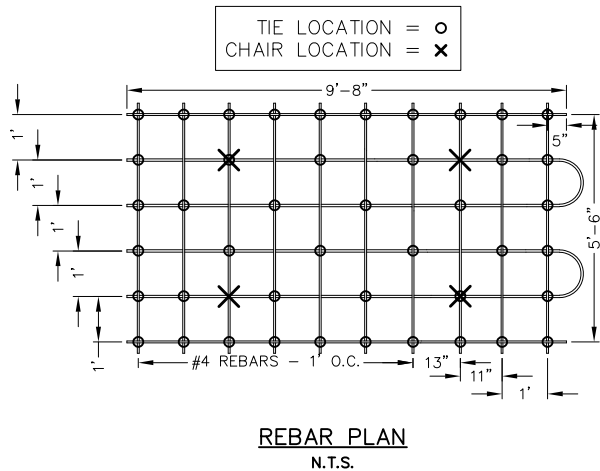 TIE LOCATION =
CHAIR LOCATION =
9'-8"
1'
5"
1'
1'
1'
5'-6"
1'
#4 REBARS - 1' O.C.
13"
11"
1'
REBAR PLAN
N.T.S.